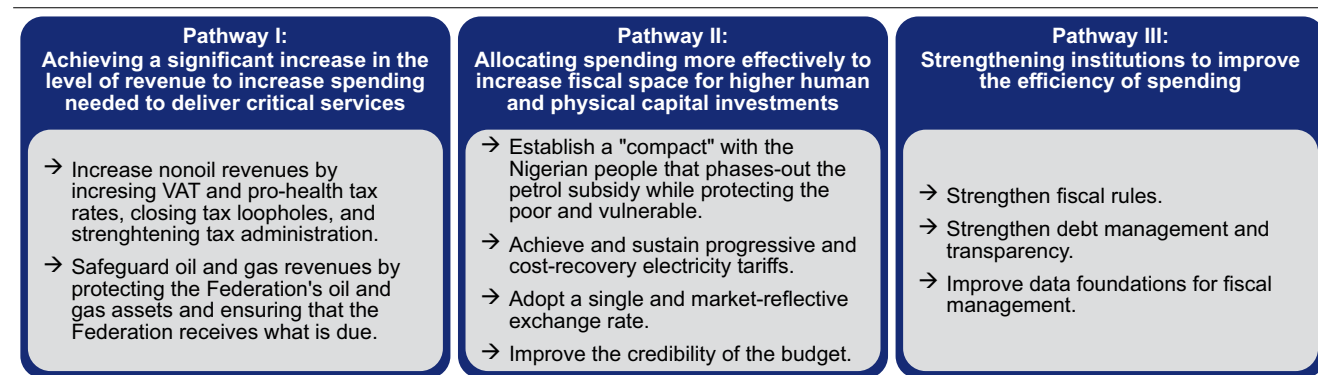 Pathway I:
Achieving a significant increase in the
level of revenue to increase spending
needed to deliver critical services
→ Increase nonoil revenues by
incresing VAT and pro-health tax
rates, closing tax loopholes, and
strenghtening tax administration.
→ Safeguard oil and gas revenues by
protecting the Federation's oil and
gas assets and ensuring that the
Federation receives what is due.
Pathway II:
Allocating spending more effectively to
increase fiscal space for higher human
and physical capital investments
→ Establish a "compact" with the
Nigerian people that phases-out the
petrol subsidy while protecting the
poor and vulnerable.
→ Achieve and sustain progressive and
cost-recovery electricity tariffs.
→ Adopt a single and market-reflective
exchange rate.
→ Improve the credibility of the budget.
Pathway III:
Strengthening institutions to improve
the efficiency of spending
→ Strengthen fiscal rules.
→ Strengthen debt management and
transparency.
→ Improve data foundations for fiscal
management.